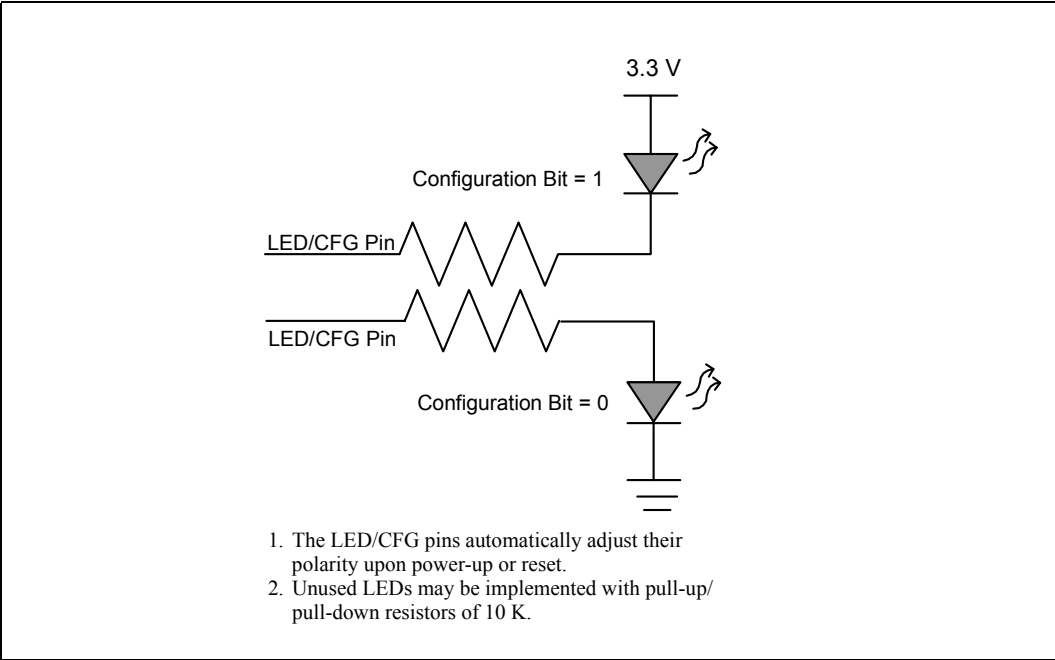 3.3 V
Configuration Bit = 1
LED/CFG Pin
LED/CFG Pin
Configuration Bit = 0
1. The LED/CFG pins automatically adjust their
polarity upon power-up or reset.
2. Unused LEDs may be implemented with pull-up/
pull-down resistors of 10 K.